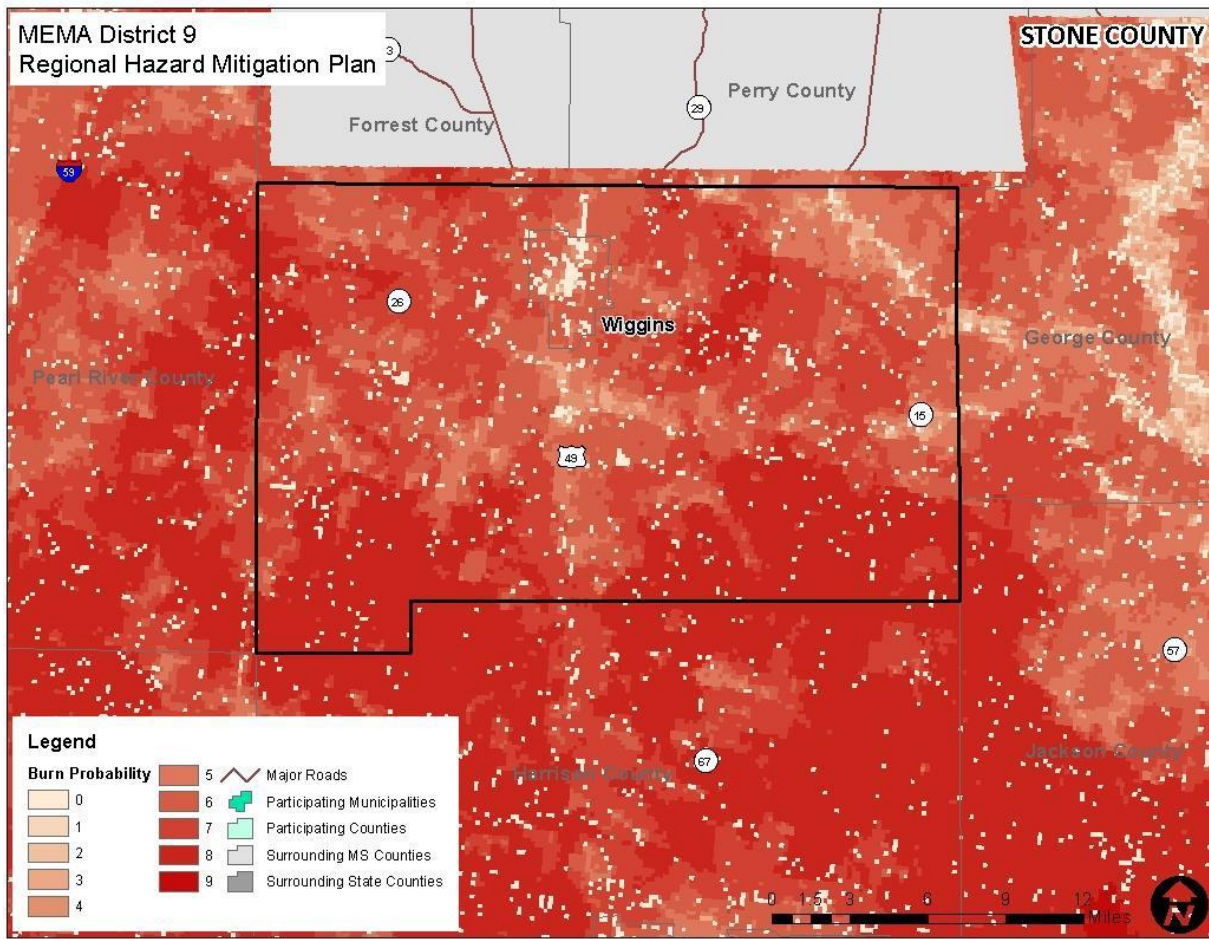 MEMA District 9
Regional Hazard Mitigation Plan
STONE COUNTY
3
29
Perry County
Forrest County
59
26
Wiggins
George County
Pearl River County
15
49
57
67
Harrison County
Jackson County
Legend
Burn Probability
0
1
2
3
4
5
6
7
8
9
Major Roads
Participating Municipalities
Participating Counties
Surrounding MS Counties
Surrounding State Counties
0 1.5 3 6 9 12
Miles
N